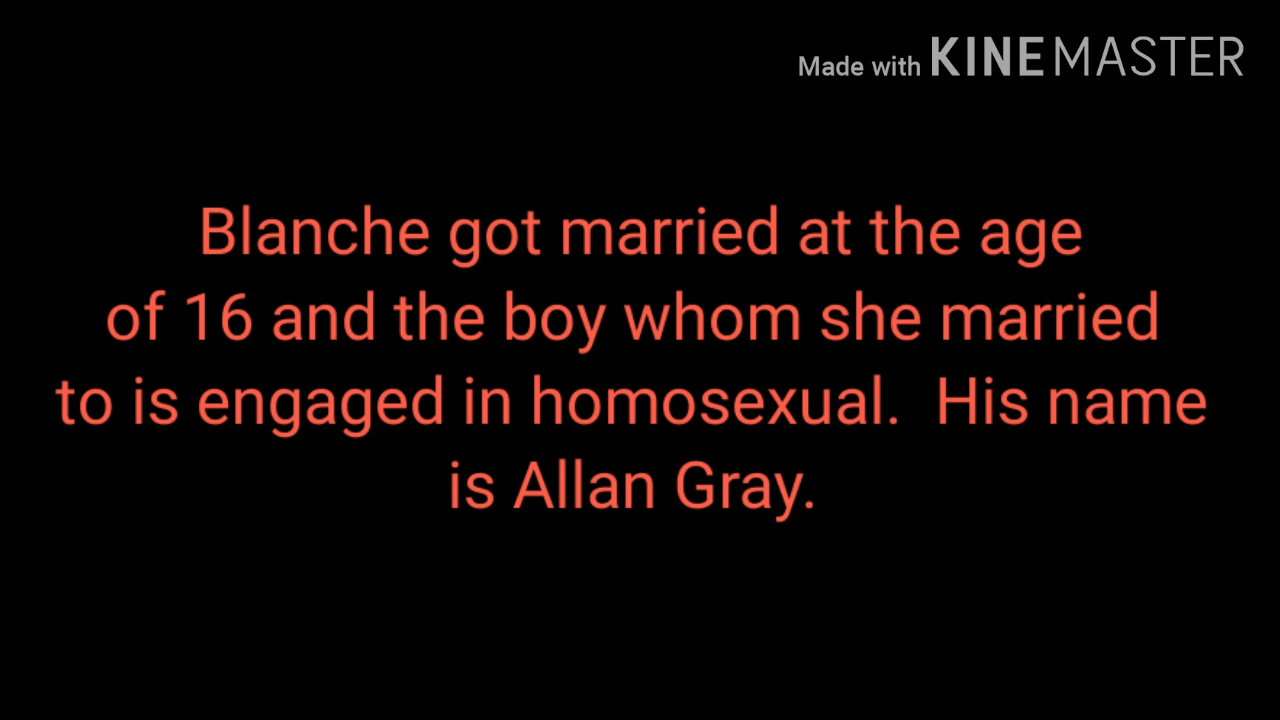 Made with KINEMASTER
Blanche got married at the age
of 16 and the boy whom she married
to is engaged in homosexual.  His name
is Allan Gray.